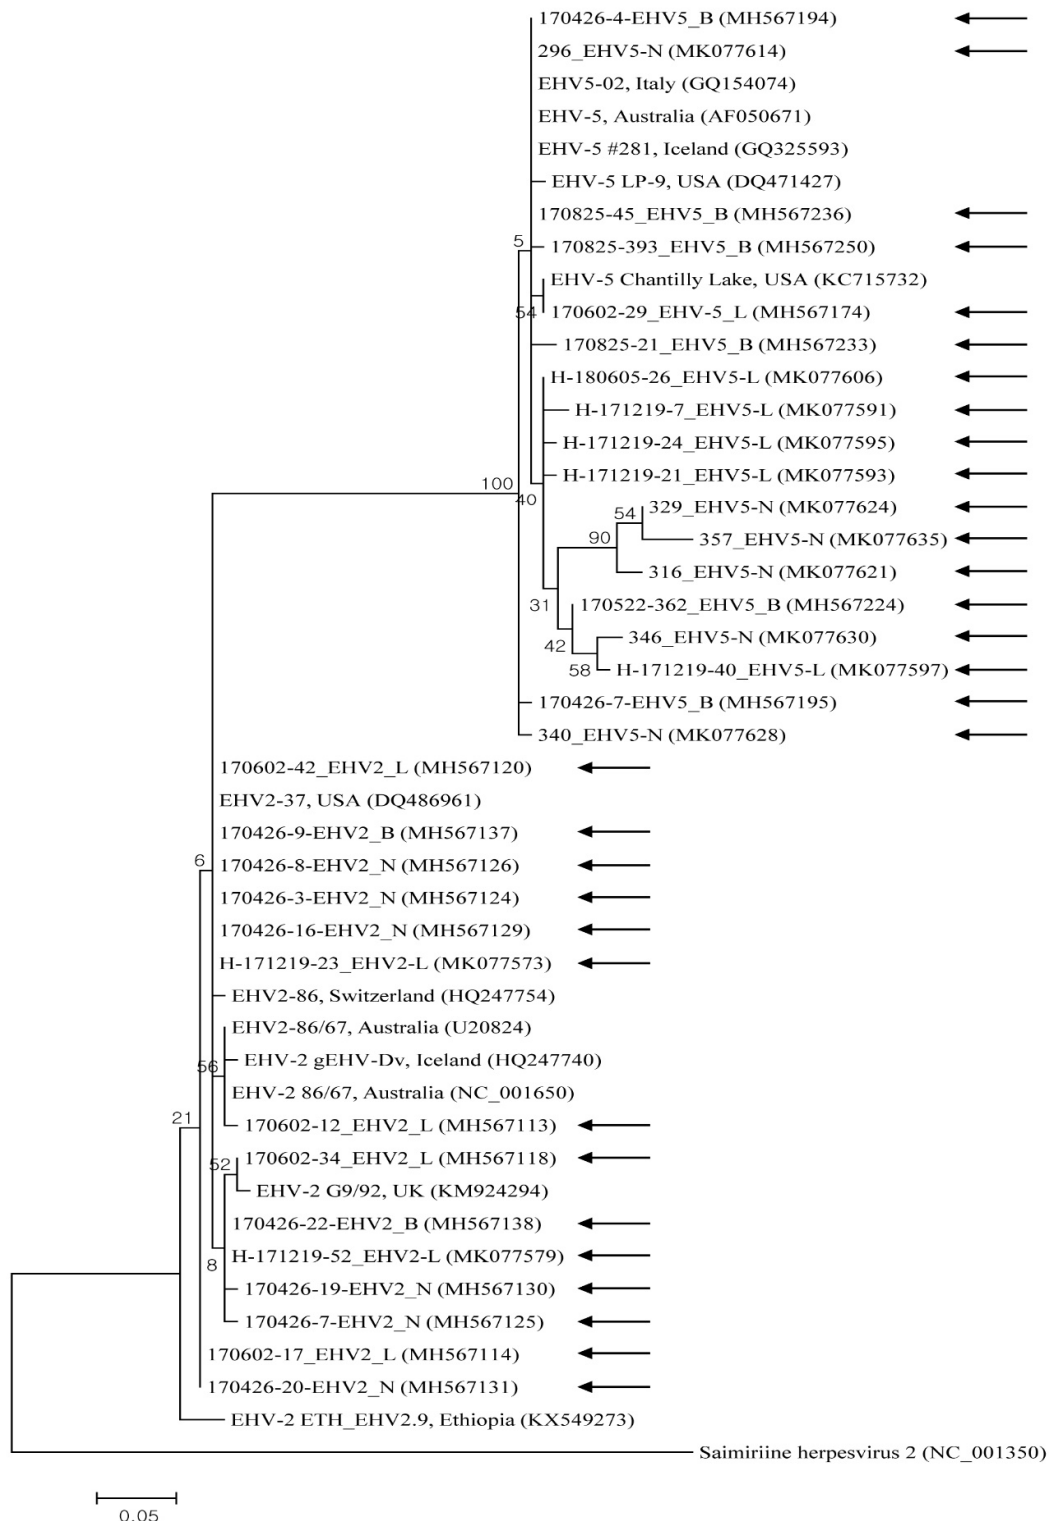 170426-4-EHV5_B (MH567194)
296_EHV5-N (MK077614)
EHV5-02, Italy (GQ154074)
EHV-5, Australia (AF050671)
EHV-5 #281, Iceland (GQ325593)
EHV-5 LP-9, USA (DQ471427)
170825-45_EHV5_B (MH567236)
5
170825-393_EHV5_B (MH567250)
EHV-5 Chantilly Lake, USA (KC715732)
54
170602-29_EHV-5_L (MH567174)
170825-21_EHV5_B (MH567233)
H-180605-26_EHV5-L (MK077606)
H-171219-7_EHV5-L (MK077591)
H-171219-24_EHV5-L (MK077595)
H-171219-21_EHV5-L (MK077593)
100
40
329_EHV5-N (MK077624)
54
357_EHV5-N (MK077635)
90
316_EHV5-N (MK077621)
31
170522-362_EHV5_B (MH567224)
346_EHV5-N (MK077630)
42
58
H-171219-40_EHV5-L (MK077597)
170426-7-EHV5_B (MH567195)
340_EHV5-N (MK077628)
170602-42_EHV2_L (MH567120)
EHV2-37, USA (DQ486961)
170426-9-EHV2_B (MH567137)
6
170426-8-EHV2_N (MH567126)
170426-3-EHV2_N (MH567124)
170426-16-EHV2_N (MH567129)
H-171219-23_EHV2-L (MK077573)
EHV2-86, Switzerland (HQ247754)
EHV2-86/67, Australia (U20824)
56
EHV-2 gEHV-Dv, Iceland (HQ247740)
EHV-2 86/67, Australia (NC_001650)
21
170602-12_EHV2_L (MH567113)
52
170602-34_EHV2_L (MH567118)
EHV-2 G9/92, UK (KM924294)
170426-22-EHV2_B (MH567138)
8
H-171219-52_EHV2-L (MK077579)
170426-19-EHV2_N (MH567130)
170426-7-EHV2_N (MH567125)
170602-17_EHV2_L (MH567114)
170426-20-EHV2_N (MH567131)
EHV-2 ETH_EHV2.9, Ethiopia (KX549273)
Saimiriine herpesvirus 2 (NC_001350)
0.05